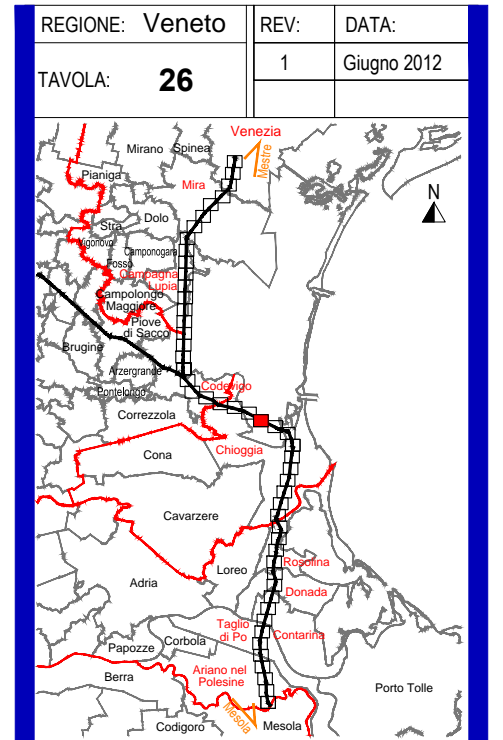 REGIONE: Veneto
REV:
DATA:
TAVOLA: 26
1
Giugno 2012
Venezia
Mestre
Mirano
Spinea
Pianiga
Mira
N
Dolo
Stra
Vigonovo
Camponogara
Fosso
Campagna
Lupia
Campolongo
Maggiore
Piove
di Sacco
Brugine
Arzergrande
Codevigo
Pontelongo
Correzzola
Chioggia
Cona
Cavarzere
Rosolina
Loreo
Adria
Donada
Taglio
di Po
Contarina
Corbola
Papozze
Ariano nel
Polesine
Berra
Porto Tolle
Mesola
Mesola
Codigoro